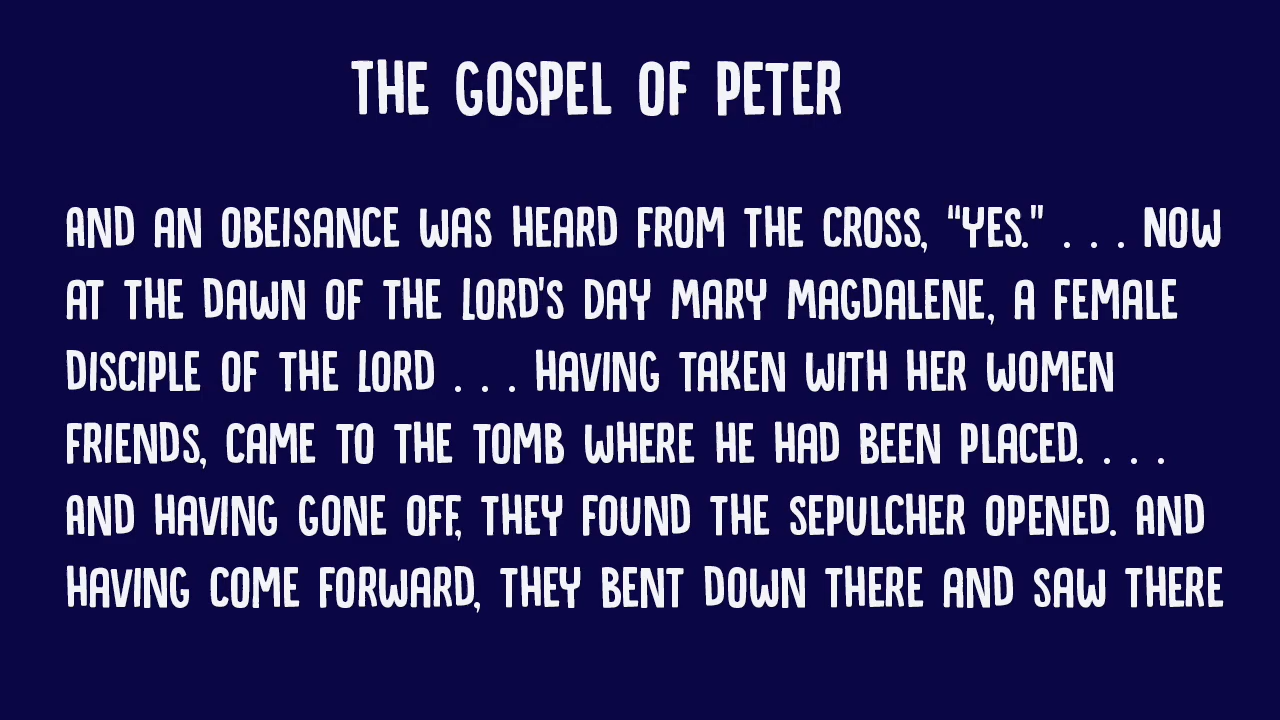 THE GOSPEL OF PETER
AND AN OBEISANCE WAS HEARD FROM THE CROSS, "YES." . . . NOW
AT THE DAWN OF THE LORD'S DAY MARY MAGDALENE, A FEMALE
DISCIPLE OF THE LORD . . . HAVING TAKEN WITH HER WOMEN
FRIENDS, CAME TO THE TOMB WHERE HE HAD BEEN PLACED. . . .
AND HAVING GONE OFF, THEY FOUND THE SEPULCHER OPENED. AND
HAVING COME FORWARD, THEY BENT DOWN THERE AND SAW THERE